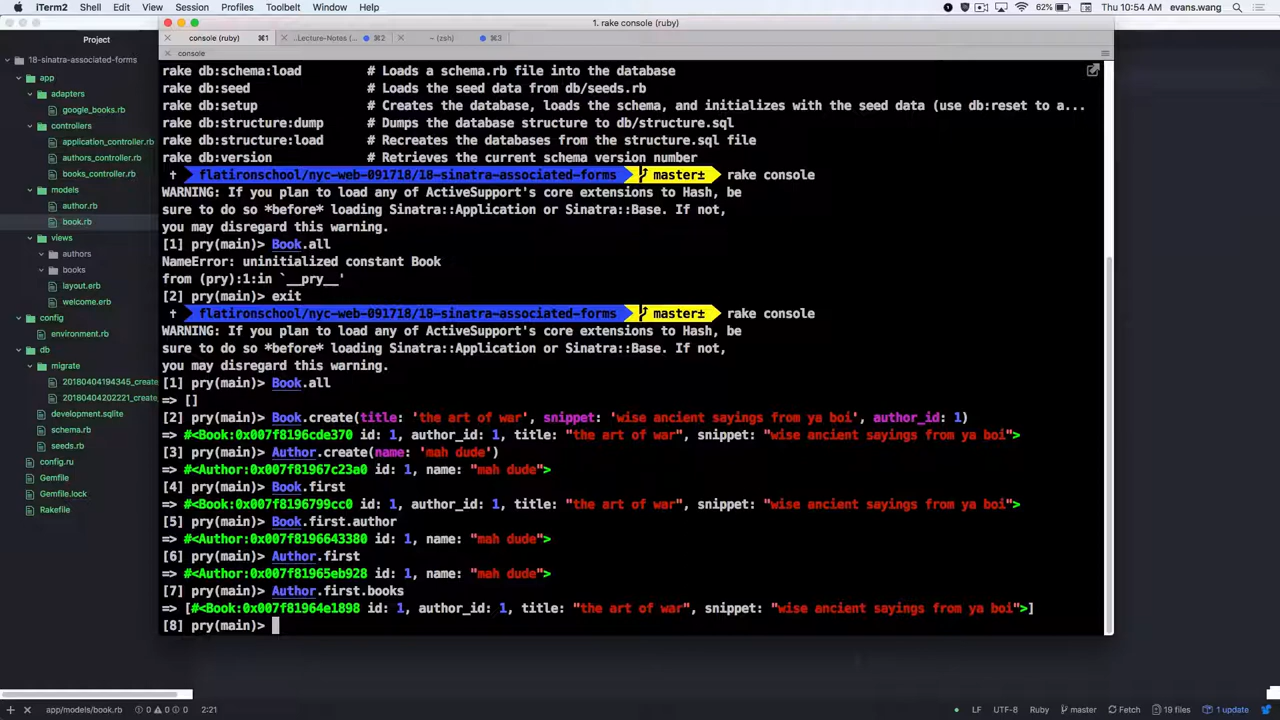 iTerm2 Shell Edit View Session Profiles Toolbelt Window Help 62% Thu 10:54 AM evans.wang
1. rake console (ruby)
console (ruby) ⌘1 ..Lecture-Notes (... ⌘2 ~ (zsh) ⌘3
console
Project
18-sinatra-associated-forms
app
adapters
google_books.rb
controllers
application_controller.rb
authors_controller.rb
books_controller.rb
models
author.rb
book.rb
views
authors
books
layout.erb
welcome.erb
config
environment.rb
db
migrate
20180404194345_create
20180404202221_create
development.sqlite
schema.rb
seeds.rb
config.ru
Gemfile
Gemfile.lock
Rakefile
rake db:schema:load # Loads a schema.rb file into the database
rake db:seed # Loads the seed data from db/seeds.rb
rake db:setup # Creates the database, loads the schema, and initializes with the seed data (use db:reset to a...
rake db:structure:dump # Dumps the database structure to db/structure.sql
rake db:structure:load # Recreates the databases from the structure.sql file
rake db:version # Retrieves the current schema version number
flatironschool/nyc-web-091718/18-sinatra-associated-forms master± rake console
WARNING: If you plan to load any of ActiveSupport's core extensions to Hash, be
sure to do so *before* loading Sinatra::Application or Sinatra::Base. If not,
you may disregard this warning.
[1] pry(main)> Book.all
NameError: uninitialized constant Book
from (pry):1:in `__pry__'
[2] pry(main)> exit
flatironschool/nyc-web-091718/18-sinatra-associated-forms master± rake console
WARNING: If you plan to load any of ActiveSupport's core extensions to Hash, be
sure to do so *before* loading Sinatra::Application or Sinatra::Base. If not,
you may disregard this warning.
[1] pry(main)> Book.all
=> []
[2] pry(main)> Book.create(title: 'the art of war', snippet: 'wise ancient sayings from ya boi', author_id: 1)
=> #<Book:0x007f8196cde370 id: 1, author_id: 1, title: "the art of war", snippet: "wise ancient sayings from ya boi">
[3] pry(main)> Author.create(name: 'mah dude')
=> #<Author:0x007f81967c23a0 id: 1, name: "mah dude">
[4] pry(main)> Book.first
=> #<Book:0x007f8196799cc0 id: 1, author_id: 1, title: "the art of war", snippet: "wise ancient sayings from ya boi">
[5] pry(main)> Book.first.author
=> #<Author:0x007f8196643380 id: 1, name: "mah dude">
[6] pry(main)> Author.first
=> #<Author:0x007f81965eb928 id: 1, name: "mah dude">
[7] pry(main)> Author.first.books
=> [#<Book:0x007f81964e1898 id: 1, author_id: 1, title: "the art of war", snippet: "wise ancient sayings from ya boi">]
[8] pry(main)>
app/models/book.rb 0 0 0 2:21 LF UTF-8 Ruby master Fetch 19 files 1 update